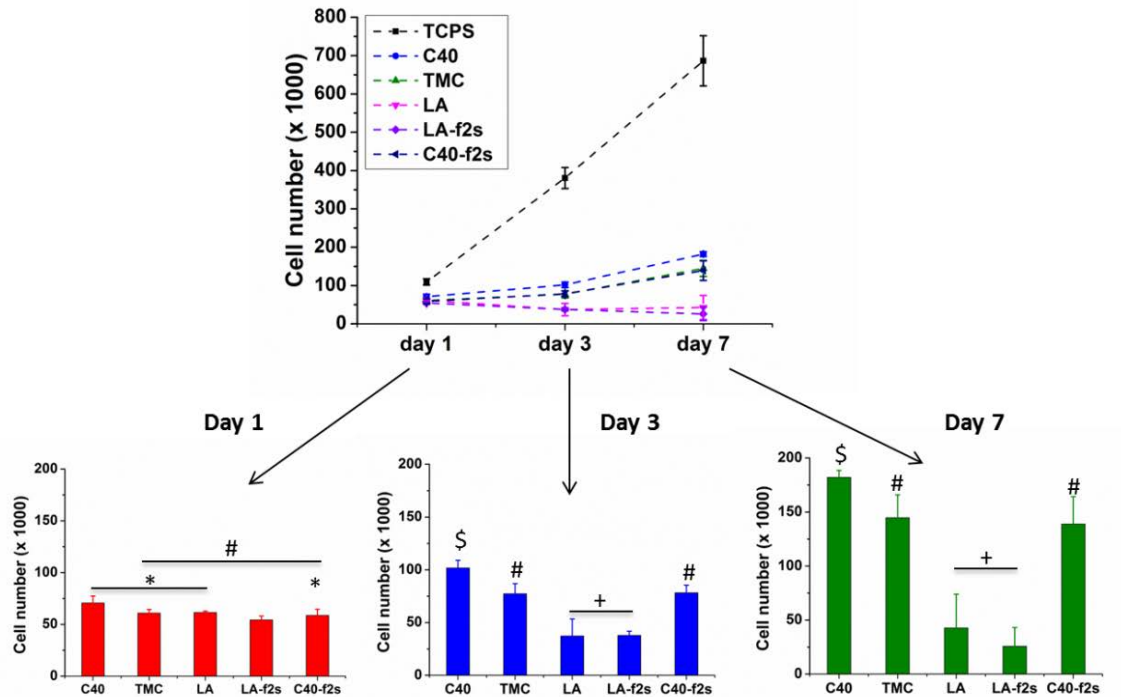 800
700
600
500
400
300
200
100
0
Cell number (x 1000)
TCPS
C40
TMC
LA
LA-f2s
C40-f2s
day 1 day 3 day 7
Day 1
200
150
100
50
0
Cell number (x 1000)
#
*
*
C40 TMC LA LA-f2s C40-f2s
Day 3
200
150
100
50
0
Cell number (x 1000)
$
# #
+
C40 TMC LA LA-f2s C40-f2s
Day 7
200
150
100
50
0
Cell number (x 1000)
$
# #
+
C40 TMC LA LA-f2s C40-f2s